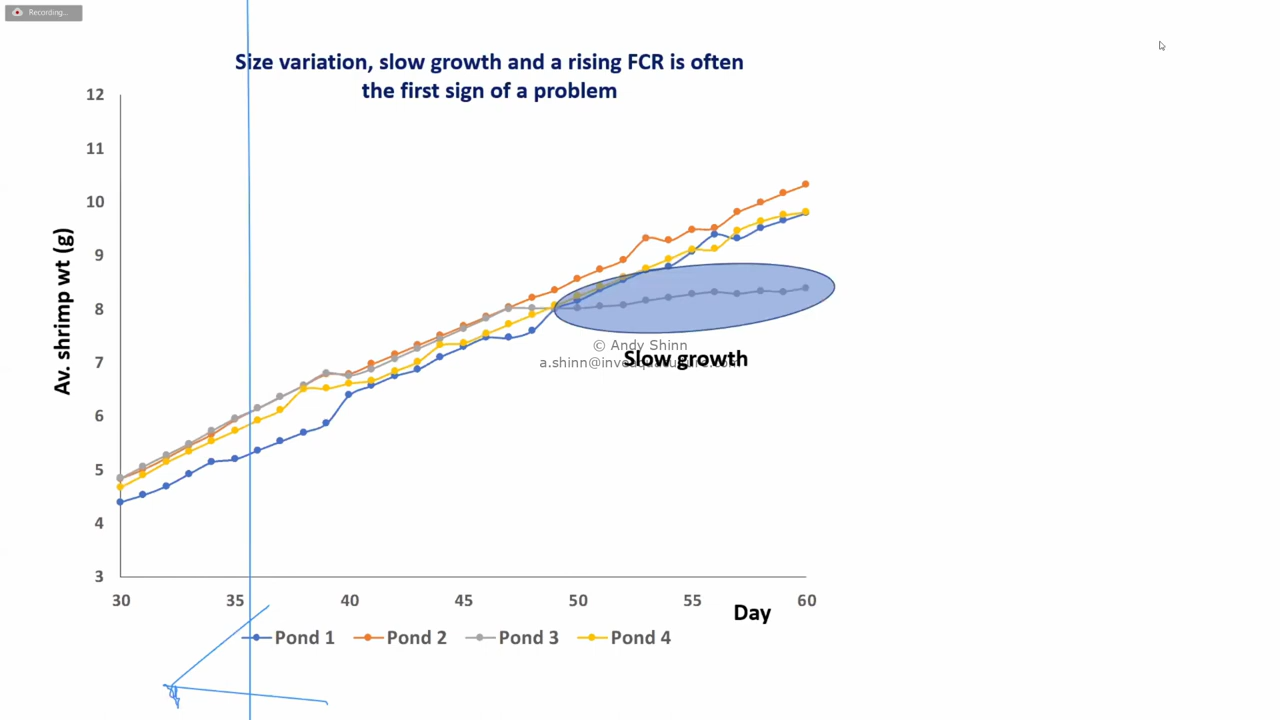 Recording...
Size variation, slow growth and a rising FCR is often
the first sign of a problem
12
11
10
9
8
7
6
5
4
3
Av. shrimp wt (g)
© Andy Shinn
Slow growth
30 35 40 45 50 55 60
Day
Pond 1 Pond 2 Pond 3 Pond 4